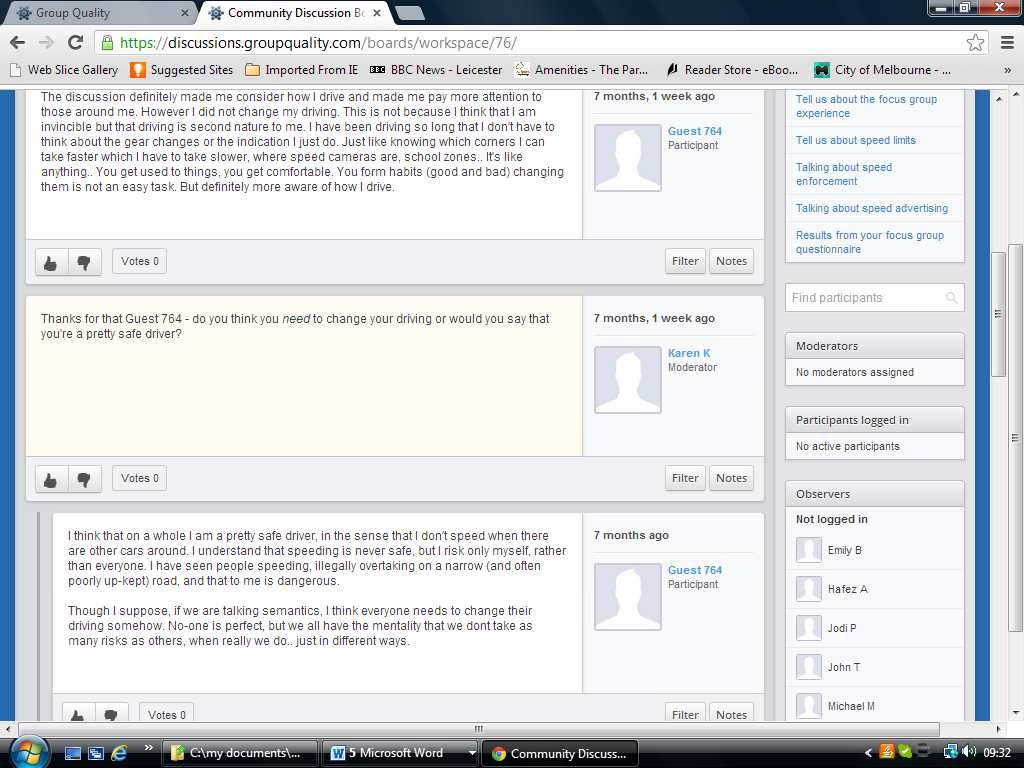 Group Quality
Community Discussion Bo
https://discussions.groupquality.com/boards/workspace/76/
Web Slice Gallery
Suggested Sites
Imported From IE
BBC News - Leicester
Amenities - The Par...
Reader Store - eBoo...
City of Melbourne - ...
»
The discussion definitely made me consider how I drive and made me pay more attention to
those around me. However I did not change my driving. This is not because I think that I am
invincible but that driving is second nature to me. I have been driving so long that I don't have to
think about the gear changes or the indication I just do. Just like knowing which corners I can
take faster which I have to take slower, where speed cameras are, school zones.. It's like
anything.. You get used to things, you get comfortable. You form habits (good and bad) changing
them is not an easy task. But definitely more aware of how I drive.
7 months, 1 week ago
Guest 764
Participant
Votes 0
Filter
Notes
Thanks for that Guest 764 - do you think you need to change your driving or would you say that
you're a pretty safe driver?
7 months, 1 week ago
Karen K
Moderator
Votes 0
Filter
Notes
I think that on a whole I am a pretty safe driver, in the sense that I don't speed when there
are other cars around. I understand that speeding is never safe, but I risk only myself, rather
than everyone. I have seen people speeding, illegally overtaking on a narrow (and often
poorly up-kept) road, and that to me is dangerous.
Though I suppose, if we are talking semantics, I think everyone needs to change their
driving somehow. No-one is perfect, but we all have the mentality that we dont take as
many risks as others, when really we do.. just in different ways.
7 months ago
Guest 764
Participant
Votes 0
Filter
Notes
Tell us about the focus group
experience
Tell us about speed limits
Talking about speed
enforcement
Talking about speed advertising
Results from your focus group
questionnaire
Find participants
Moderators
No moderators assigned
Participants logged in
No active participants
Observers
Not logged in
Emily B
Hafez A
Jodi P
John T
Michael M
»
C:\my documents\...
5 Microsoft Word
Community Discuss...
09:32